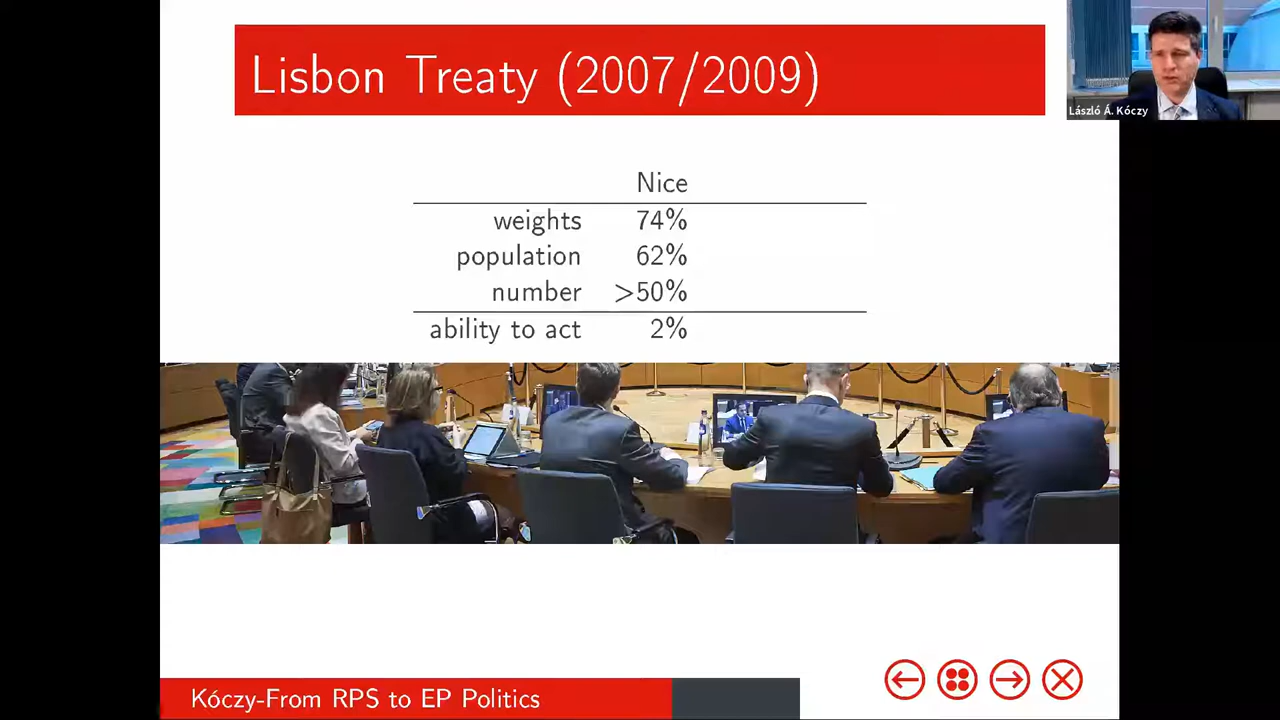 Lisbon Treaty (2007/2009)
László Á. Kóczy
Nice
weights 74%
population 62%
number >50%
ability to act 2%
Kóczy-From RPS to EP Politics